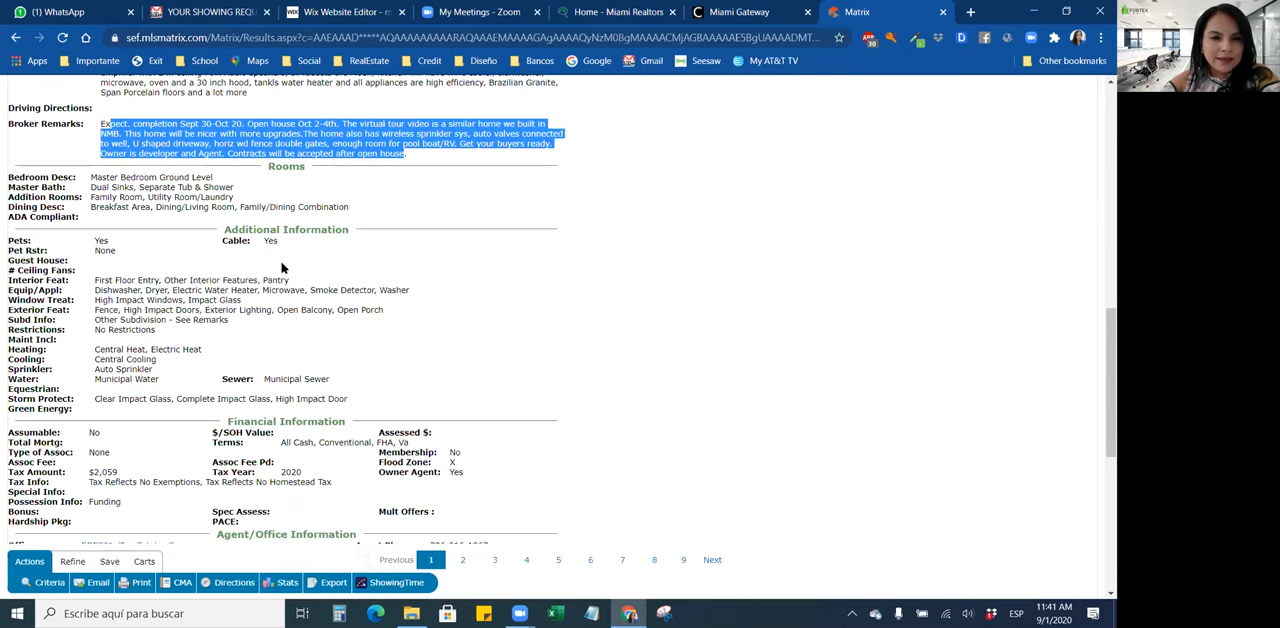 (1) WhatsApp
YOUR SHOWING REQU
Wix Website Editor - m
My Meetings - Zoom
Home - Miami Realtors
Miami Gateway
Matrix
FORTEX
Apps Importante Exit School Maps Social RealEstate Credit Diseño Bancos Google Gmail Seesaw My AT&T TV Other bookmarks
microwave, oven and a 30 inch hood, tankls water heater and all appliances are high efficiency, Brazilian Granite,
Span Porcelain floors and a lot more
Driving Directions:
Broker Remarks: Expect. completion Sept 30-Oct 20. Open house Oct 2-4th. The virtual tour video is a similar home we built in
NMB. This home will be nicer with more upgrades.The home also has wireless sprinkler sys, auto valves connected
to well, U shaped driveway, horiz wd fence double gates, enough room for pool boat/RV. Get your buyers ready.
Owner is developer and Agent. Contracts will be accepted after open house.
Rooms
Bedroom Desc: Master Bedroom Ground Level
Master Bath: Dual Sinks, Separate Tub & Shower
Addition Rooms: Family Room, Utility Room/Laundry
Dining Desc: Breakfast Area, Dining/Living Room, Family/Dining Combination
ADA Compliant:
Additional Information
Pets: Yes Cable: Yes
Pet Rstr: None
Guest House:
# Ceiling Fans:
Interior Feat: First Floor Entry, Other Interior Features, Pantry
Equip/Appl: Dishwasher, Dryer, Electric Water Heater, Microwave, Smoke Detector, Washer
Window Treat: High Impact Windows, Impact Glass
Exterior Feat: Fence, High Impact Doors, Exterior Lighting, Open Balcony, Open Porch
Subd Info: Other Subdivision - See Remarks
Restrictions: No Restrictions
Maint Incl:
Heating: Central Heat, Electric Heat
Cooling: Central Cooling
Sprinkler: Auto Sprinkler
Water: Municipal Water Sewer: Municipal Sewer
Equestrian:
Storm Protect: Clear Impact Glass, Complete Impact Glass, High Impact Door
Green Energy:
Financial Information
Assumable: No $/SOH Value: Assessed $:
Total Mortg: Terms: All Cash, Conventional, FHA, Va
Type of Assoc: None Membership: No
Assoc Fee: Assoc Fee Pd: Flood Zone: X
Tax Amount: $2,059 Tax Year: 2020 Owner Agent: Yes
Tax Info: Tax Reflects No Exemptions, Tax Reflects No Homestead Tax
Special Info:
Possession Info: Funding
Bonus: Spec Assess: Mult Offers :
Hardship Pkg: PACE:
Agent/Office Information
Actions Refine Save Carts
Previous 1 2 3 4 5 6 7 8 9 Next
Criteria Email Print CMA Directions Stats Export ShowingTime
Escribe aquí para buscar
ESP
11:41 AM
9/1/2020